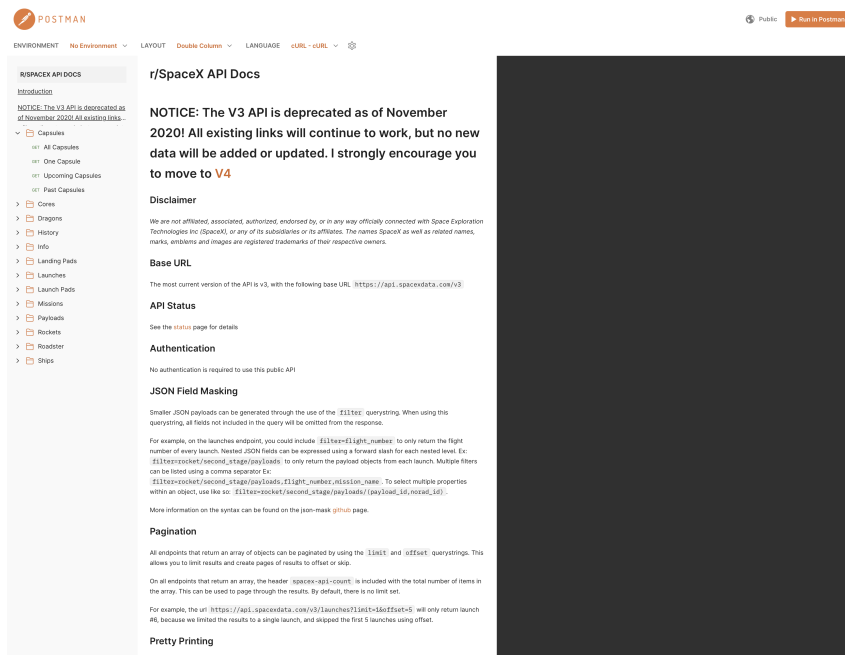 POSTMAN
Public
Run in Postman
ENVIRONMENT No Environment LAYOUT Double Column LANGUAGE cURL - cURL
R/SPACEX API DOCS
Introduction
NOTICE: The V3 API is deprecated as
of November 2020! All existing links...
Capsules
GET All Capsules
GET One Capsule
GET Upcoming Capsules
GET Past Capsules
Cores
Dragons
History
Info
Landing Pads
Launches
Launch Pads
Missions
Payloads
Rockets
Roadster
Ships
r/SpaceX API Docs
NOTICE: The V3 API is deprecated as of November
2020! All existing links will continue to work, but no new
data will be added or updated. I strongly encourage you
to move to V4
Disclaimer
We are not affiliated, associated, authorized, endorsed by, or in any way officially connected with Space Exploration
Technologies Inc (SpaceX), or any of its subsidiaries or its affiliates. The names SpaceX as well as related names,
marks, emblems and images are registered trademarks of their respective owners.
Base URL
The most current version of the API is v3, with the following base URL https://api.spacexdata.com/v3
API Status
See the status page for details
Authentication
No authentication is required to use this public API
JSON Field Masking
Smaller JSON payloads can be generated through the use of the filter querystring. When using this
querystring, all fields not included in the query will be omitted from the response.
For example, on the launches endpoint, you could include filter=flight_number to only return the flight
number of every launch. Nested JSON fields can be expressed using a forward slash for each nested level. Ex:
filter=rocket/second_stage/payloads to only return the payload objects from each launch. Multiple filters
can be listed using a comma separator Ex:
filter=rocket/second_stage/payloads,flight_number,mission_name . To select multiple properties
within an object, use like so: filter=rocket/second_stage/payloads/(payload_id,norad_id) .
More information on the syntax can be found on the json-mask github page.
Pagination
All endpoints that return an array of objects can be paginated by using the limit and offset querystrings. This
allows you to limit results and create pages of results to offset or skip.
On all endpoints that return an array, the header spacex-api-count is included with the total number of items in
the array. This can be used to page through the results. By default, there is no limit set.
For example, the url https://api.spacexdata.com/v3/launches?limit=1&offset=5 will only return launch
#6, because we limited the results to a single launch, and skipped the first 5 launches using offset.
Pretty Printing